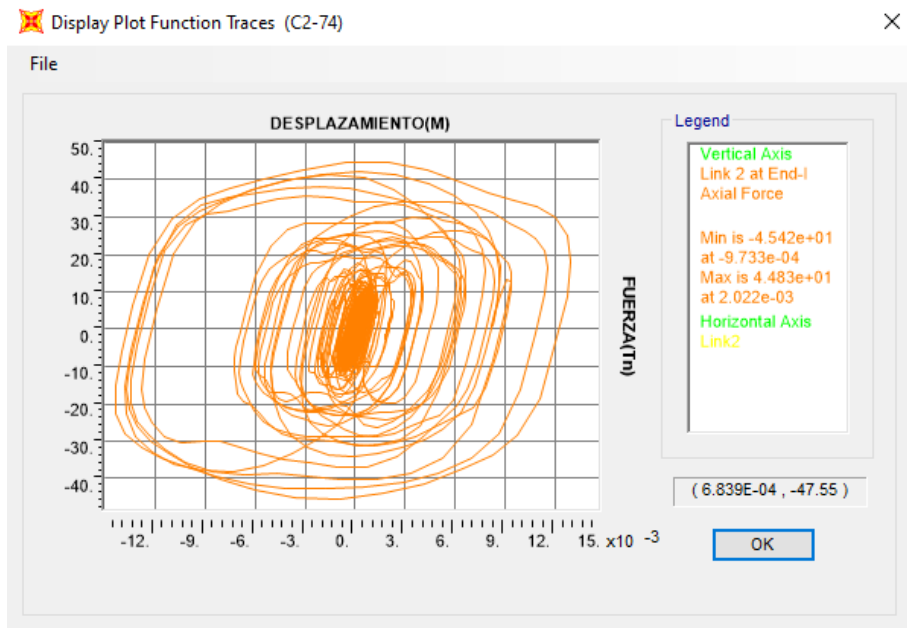 Display Plot Function Traces (C2-74)
File
DESPLAZAMIENTO(M)
50.
40.
30.
20.
10.
0.
-10.
-20.
-30.
-40.
-12. -9. -6. -3. 0. 3. 6. 9. 12. 15. x10 -3
FUERZA(Tn)
Legend
Vertical Axis
Link 2 at End-I
Axial Force
Min is -4.542e+01
at -9.733e-04
Max is 4.483e+01
at 2.022e-03
Horizontal Axis
Link2
( 6.839E-04 , -47.55 )
OK